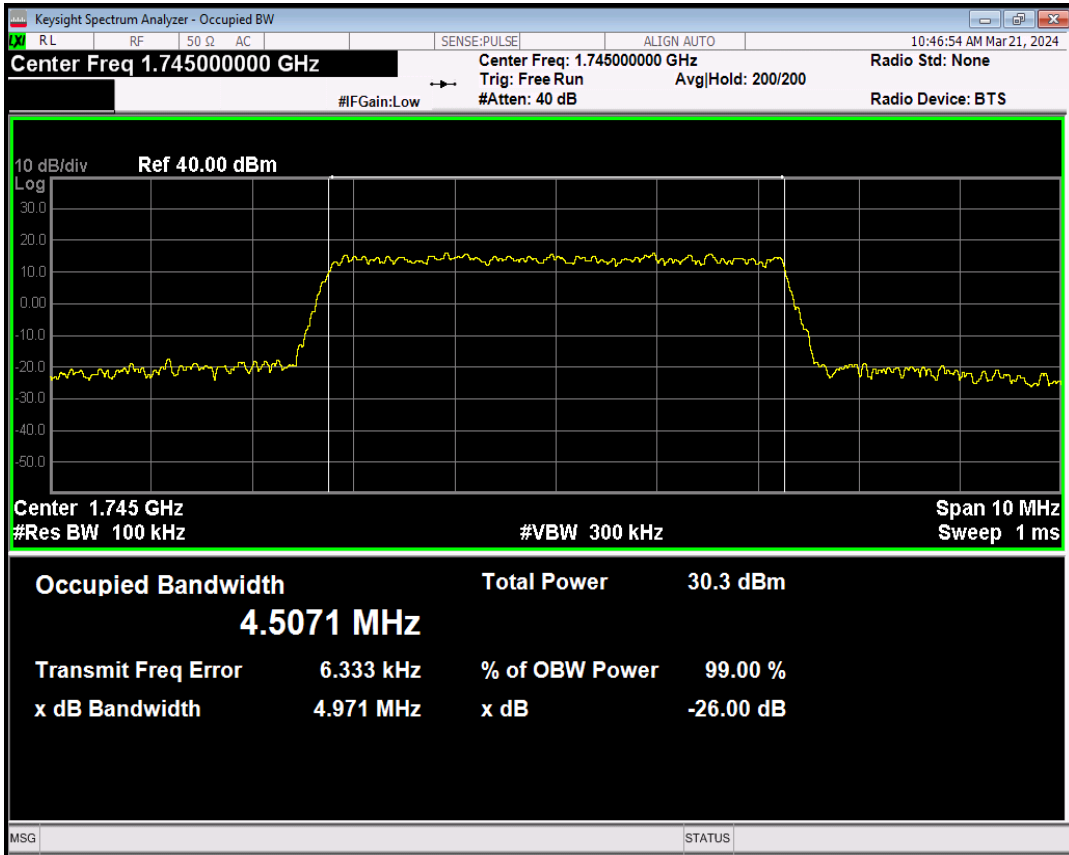 Keysight Spectrum Analyzer - Occupied BW
LXI RL RF 50 Ω AC SENSE:PULSE ALIGN AUTO 10:46:54 AM Mar 21, 2024
Center Freq 1.745000000 GHz
Center Freq: 1.745000000 GHz
Radio Std: None
Trig: Free Run Avg|Hold: 200/200
#IFGain:Low #Atten: 40 dB Radio Device: BTS
10 dB/div Ref 40.00 dBm
Log
30.0
20.0
10.0
0.00
-10.0
-20.0
-30.0
-40.0
-50.0
Center 1.745 GHz Span 10 MHz
#Res BW 100 kHz #VBW 300 kHz Sweep 1 ms
Occupied Bandwidth Total Power 30.3 dBm
4.5071 MHz
Transmit Freq Error 6.333 kHz % of OBW Power 99.00 %
x dB Bandwidth 4.971 MHz x dB -26.00 dB
MSG STATUS